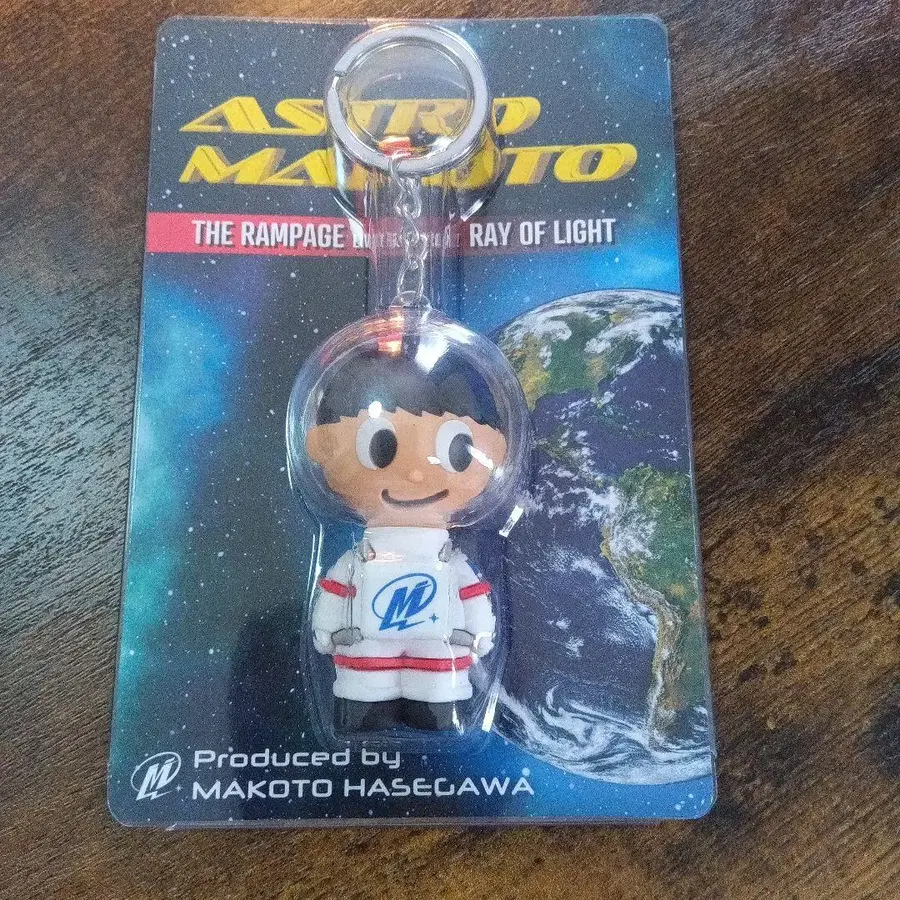 ASTRO
MAKOTO
THE RAMPAGE RAY OF LIGHT
M
Produced by
M
MAKOTO HASEGAWA